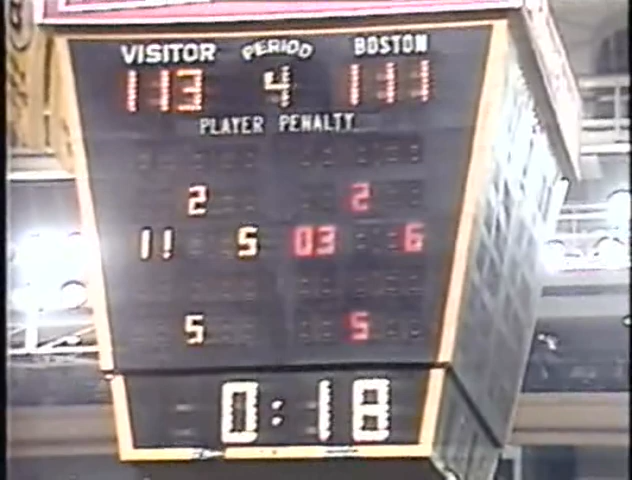 VISITOR PERIOD BOSTON
113 4 111
PLAYER PENALTY
2 2
11 5 03 6
5 5
0:18